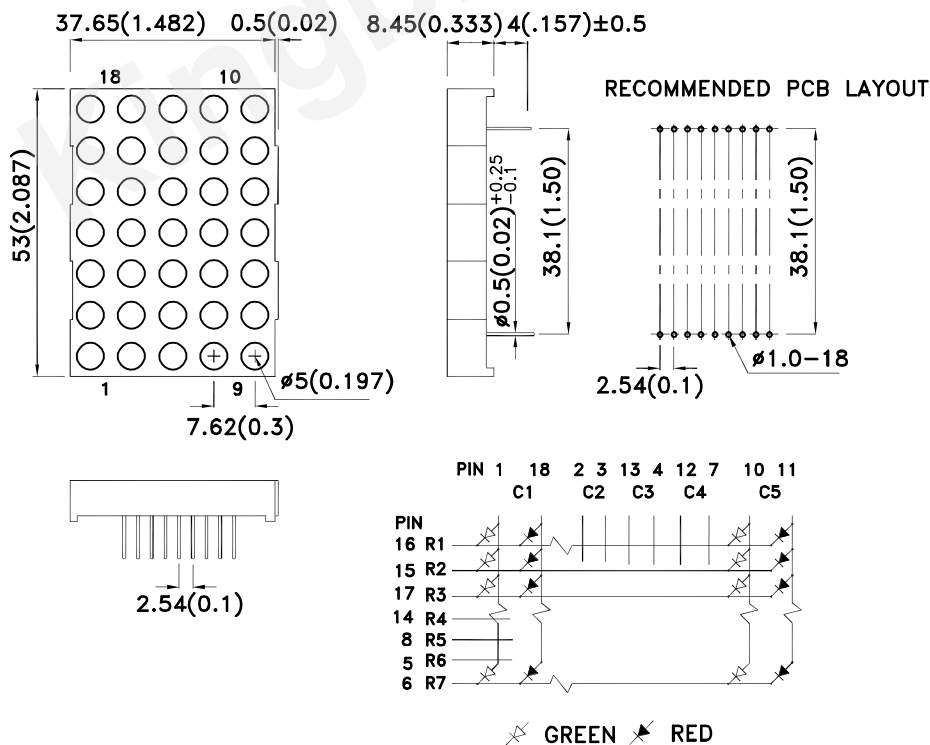 37.65(1.482) 0.5(0.02) 8.45(0.333) 4(.157)±0.5
18 10
RECOMMENDED PCB LAYOUT
53(2.087)
ø0.5(0.02) +0.25 -0.1
38.1(1.50)
38.1(1.50)
1 9
ø5(0.197)
7.62(0.3)
ø1.0-18
2.54(0.1)
2.54(0.1)
PIN 1 18 2 3 13 4 12 7 10 11
C1 C2 C3 C4 C5
PIN
16 R1
15 R2
17 R3
14 R4
8 R5
5 R6
6 R7
GREEN RED